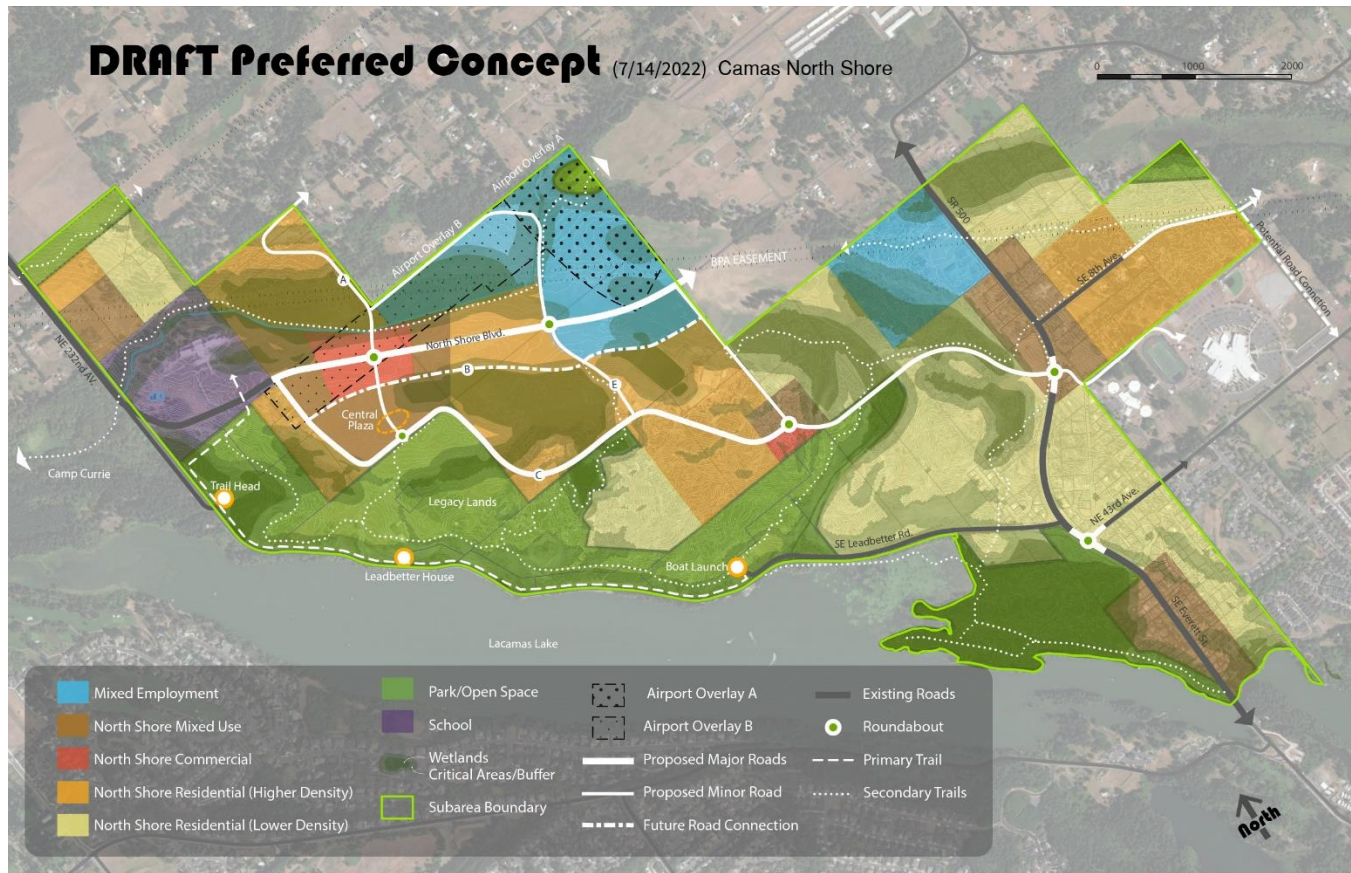 DRAFT Preferred Concept (7/14/2022) Camas North Shore
0 1000 2000
Airport Overlay A
Airport Overlay B
SR 500
BPA EASEMENT
Potential Road Connction
SE 8th Ave.
NE 232nd AV.
A
North Shore Blvd.
B
E
Central
Plaza
C
Camp Currie
Trail Head
Legacy Lands
NE 43rd Ave.
SE Leadbetter Rd.
Boat Launch
Leadbetter House
SE Everett St.
Lacamas Lake
Mixed Employment
North Shore Mixed Use
North Shore Commercial
North Shore Residential (Higher Density)
North Shore Residential (Lower Density)
Park/Open Space
School
Wetlands
Critical Areas/Buffer
Subarea Boundary
Airport Overlay A
Airport Overlay B
Proposed Major Roads
Proposed Minor Road
Future Road Connection
Existing Roads
Roundabout
Primary Trail
Secondary Trails
North